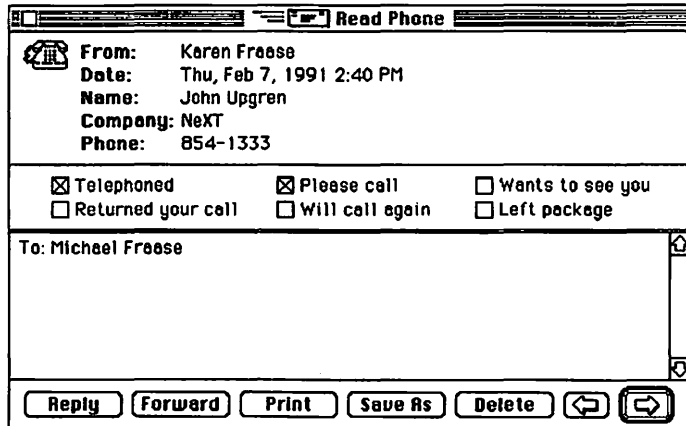 Read Phone
From: Karen Fraase
Date: Thu, Feb 7, 1991 2:40 PM
Name: John Upgren
Company: NeXT
Phone: 854-1333
Telephoned Please call Wants to see you
Returned your call Will call again Left package
To: Michael Fraase
Reply Forward Print Save As Delete